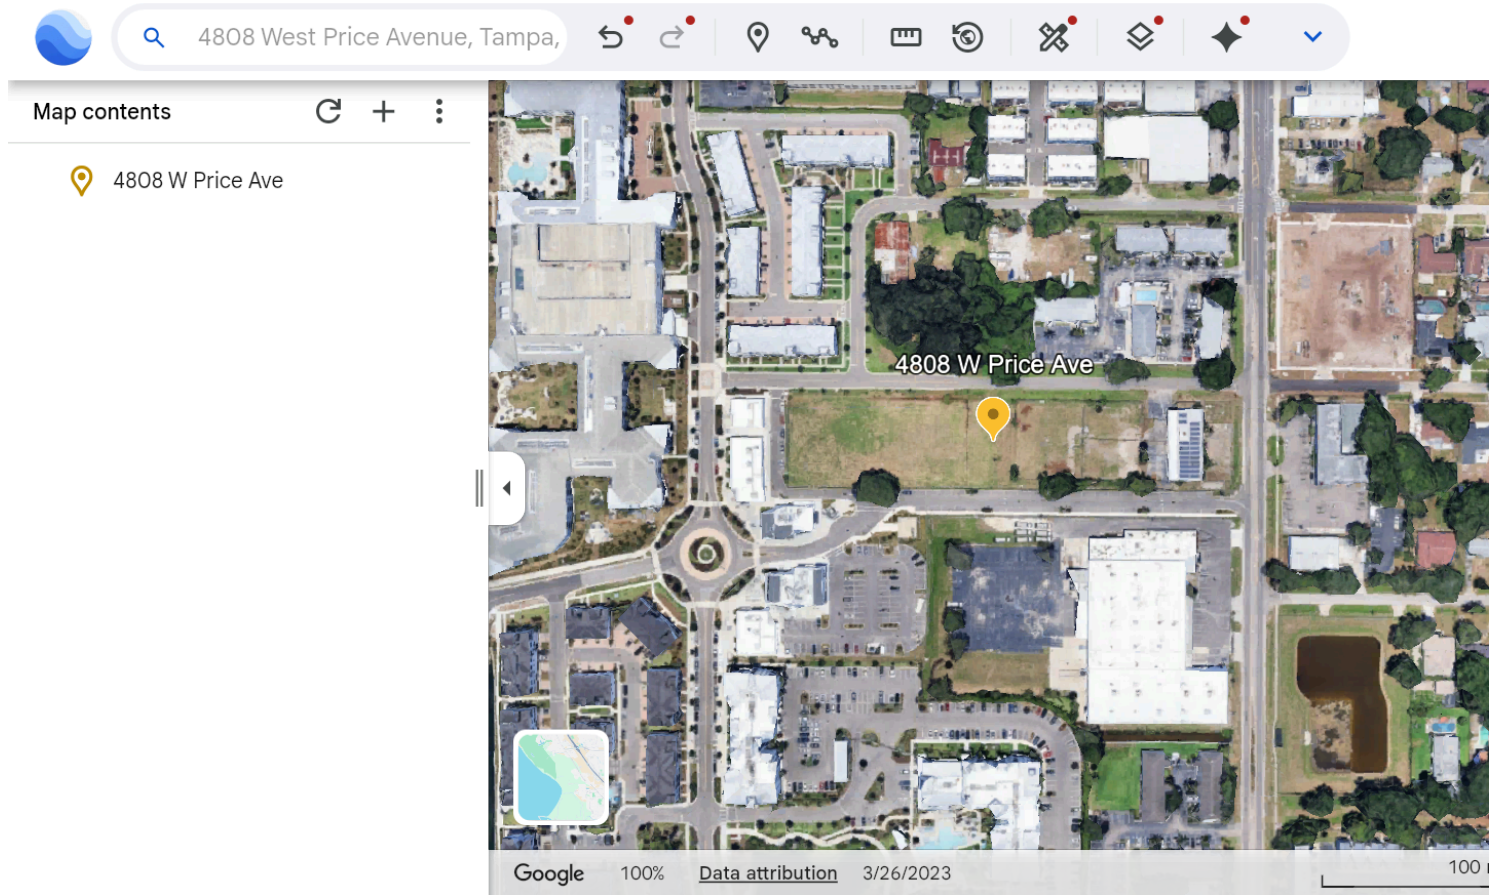 4808 West Price Avenue, Tampa,
Map contents
4808 W Price Ave
4808 W Price Ave
Google 100% Data attribution 3/26/2023 100